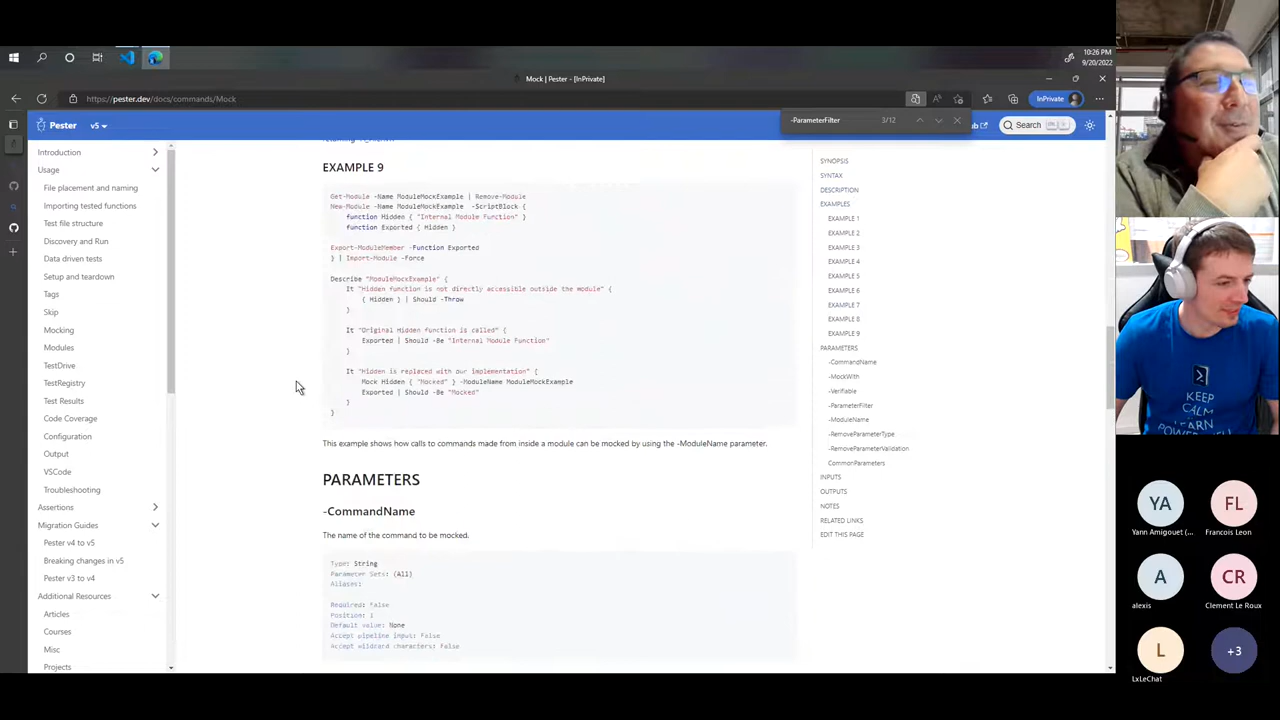 10:26 PM
9/20/2022
Mock | Pester - [InPrivate]
https://pester.dev/docs/commands/Mock
InPrivate
-ParameterFilter 3/12
Pester v5
Search
Introduction
Usage
File placement and naming
Importing tested functions
Test file structure
Discovery and Run
Data driven tests
Setup and teardown
Tags
Skip
Mocking
Modules
TestDrive
TestRegistry
Test Results
Code Coverage
Configuration
Output
VSCode
Troubleshooting
Assertions
Migration Guides
Pester v4 to v5
Breaking changes in v5
Pester v3 to v4
Additional Resources
Articles
Courses
Misc
Projects
EXAMPLE 9
Get-Module -Name ModuleMockExample | Remove-Module
New-Module -Name ModuleMockExample -ScriptBlock {
function Hidden { "Internal Module Function" }
function Exported { Hidden }
Export-ModuleMember -Function Exported
} | Import-Module -Force
Describe "ModuleMockExample" {
It "Hidden function is not directly accessible outside the module" {
{ Hidden } | Should -Throw
}
It "Original Hidden function is called" {
Exported | Should -Be "Internal Module Function"
}
It "Hidden is replaced with our implementation" {
Mock Hidden { "Mocked" } -ModuleName ModuleMockExample
Exported | Should -Be "Mocked"
}
}
This example shows how calls to commands made from inside a module can be mocked by using the -ModuleName parameter.
PARAMETERS
-CommandName
The name of the command to be mocked.
Type: String
Parameter Sets: (All)
Aliases:
Required: False
Position: 1
Default value: None
Accept pipeline input: False
Accept wildcard characters: False
SYNOPSIS
SYNTAX
DESCRIPTION
EXAMPLES
EXAMPLE 1
EXAMPLE 2
EXAMPLE 3
EXAMPLE 4
EXAMPLE 5
EXAMPLE 6
EXAMPLE 7
EXAMPLE 8
EXAMPLE 9
PARAMETERS
-CommandName
-MockWith
-Verifiable
-ParameterFilter
-ModuleName
-RemoveParameterType
-RemoveParameterValidation
CommonParameters
INPUTS
OUTPUTS
NOTES
RELATED LINKS
EDIT THIS PAGE
KEEP
CALM
LEARN
YA FL
Yann Amigouet (... Francois Leon
A CR
alexis Clement Le Roux
L +3
LxLeChat